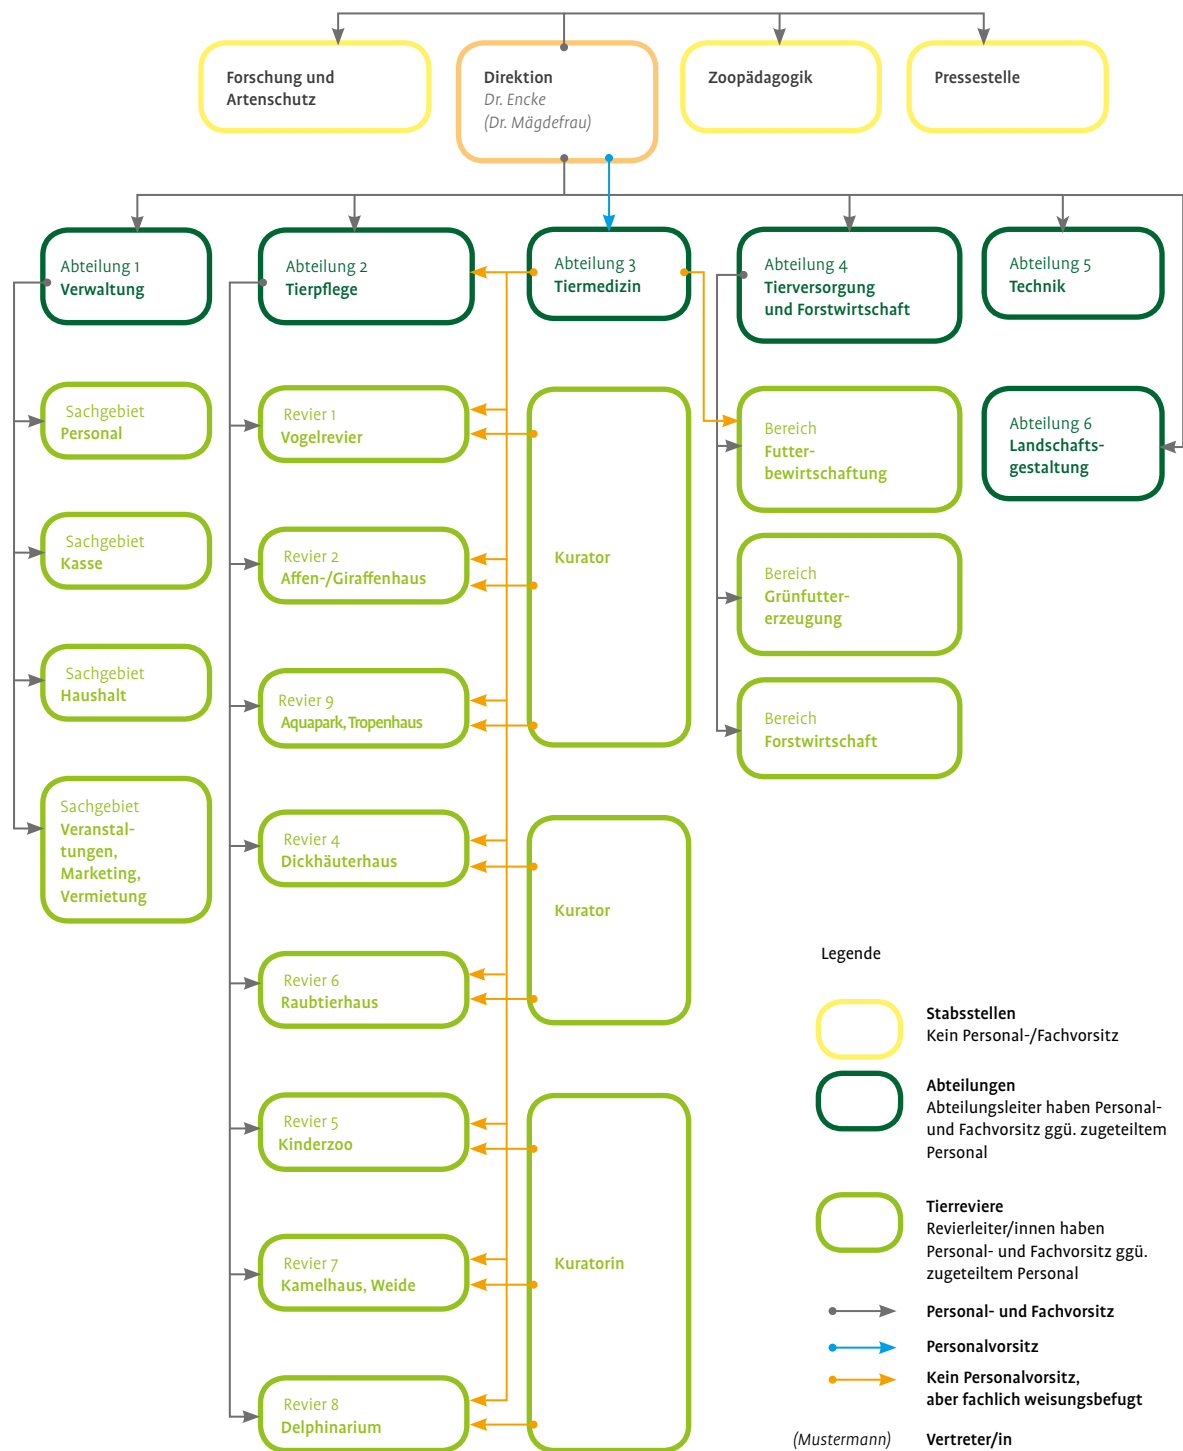 Forschung und
Artenschutz
Direktion
Dr. Encke
(Dr. Mägdefrau)
Zoopädagogik
Pressestelle
Abteilung 1
Verwaltung
Abteilung 2
Tierpflege
Abteilung 3
Tiermedizin
Abteilung 4
Tierversorgung
und Forstwirtschaft
Abteilung 5
Technik
Sachgebiet
Personal
Sachgebiet
Kasse
Sachgebiet
Haushalt
Sachgebiet
Veranstal-
tungen,
Marketing,
Vermietung
Revier 1
Vogelrevier
Revier 2
Affen-/Giraffenhaus
Revier 9
Aquapark, Tropenhaus
Revier 4
Dickhäuterhaus
Revier 6
Raubtierhaus
Revier 5
Kinderzoo
Revier 7
Kamelhaus, Weide
Revier 8
Delphinarium
Kurator
Kurator
Kuratorin
Bereich
Futter-
bewirtschaftung
Bereich
Grünfutter-
erzeugung
Bereich
Forstwirtschaft
Abteilung 6
Landschafts-
gestaltung
Legende
Stabsstellen
Kein Personal-/Fachvorsitz
Abteilungen
Abteilungsleiter haben Personal-
und Fachvorsitz ggü. zugeteiltem
Personal
Tierreviere
Revierleiter/innen haben
Personal- und Fachvorsitz ggü.
zugeteiltem Personal
Personal- und Fachvorsitz
Personalvorsitz
Kein Personalvorsitz,
aber fachlich weisungsbefugt
(Mustermann) Vertreter/in